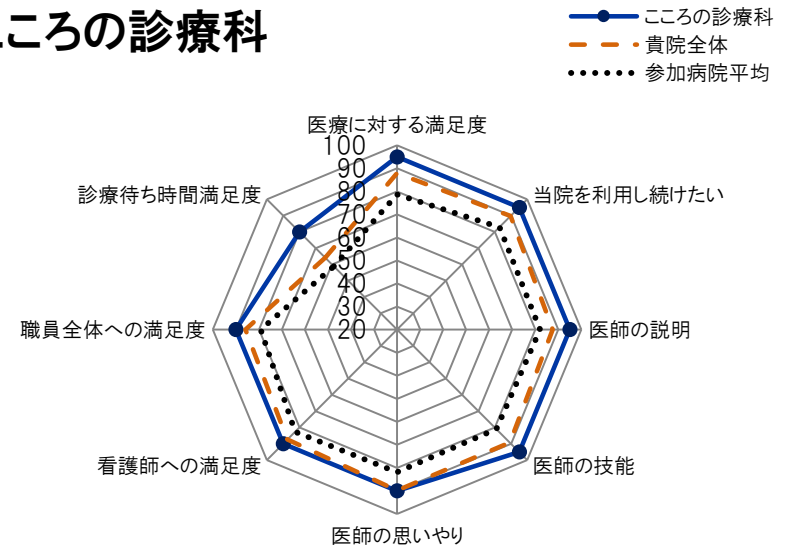 こころの診療科
こころの診療科
貴院全体
参加病院平均
医療に対する満足度
100
90
80
70
60
50
40
30
20
当院を利用し続けたい
医師の説明
医師の技能
医師の思いやり
看護師への満足度
職員全体への満足度
診療待ち時間満足度